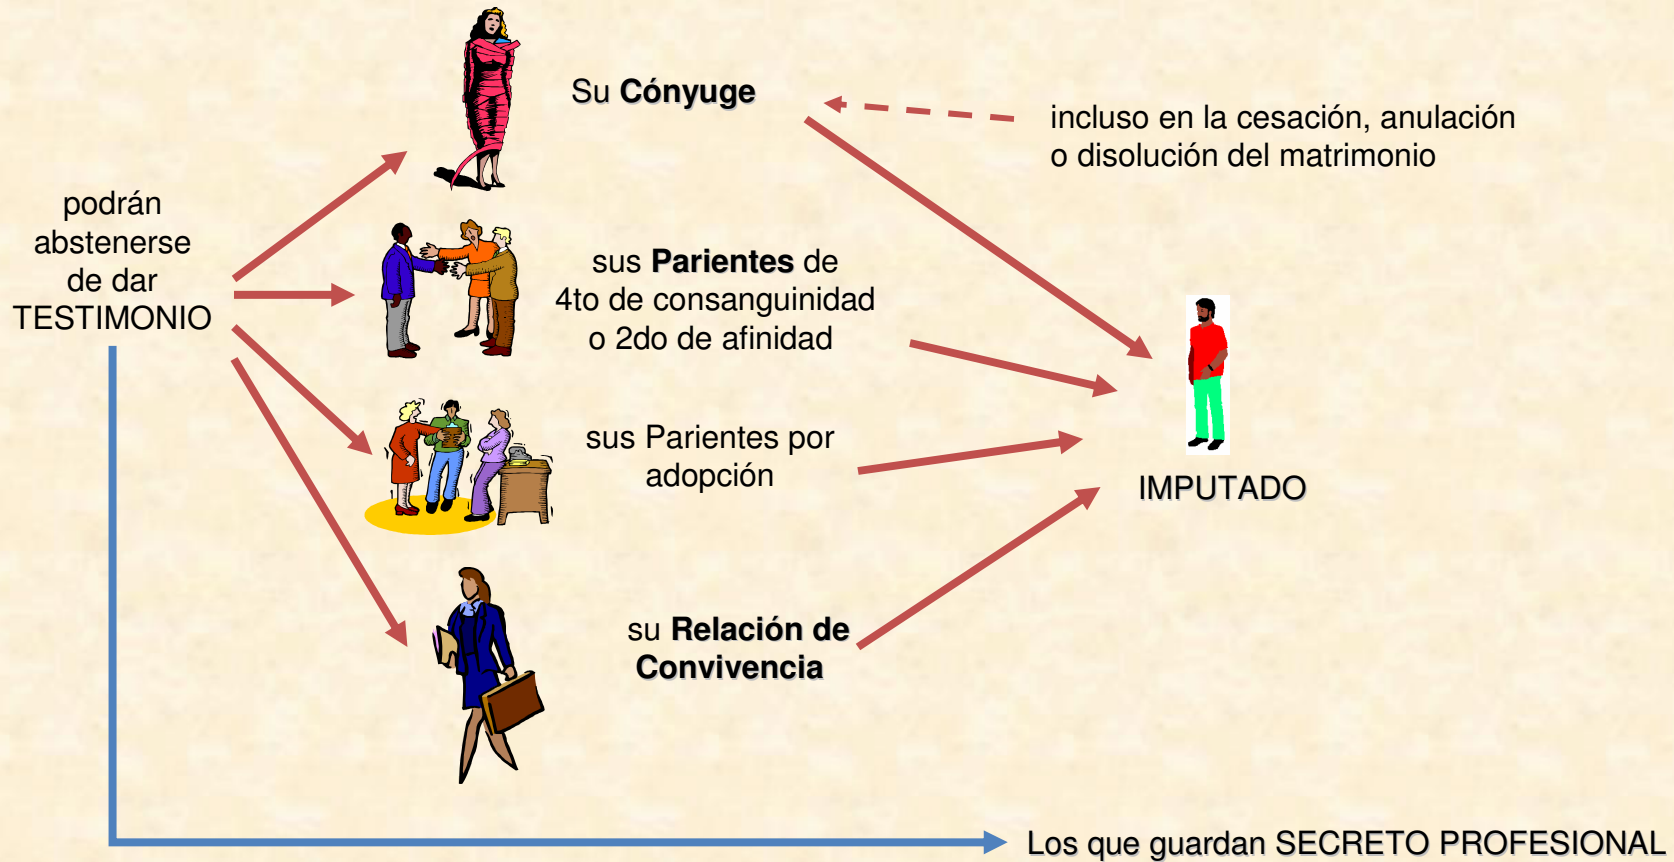 podrán
abstenerse
de dar
TESTIMONIO
Su Cónyuge
incluso en la cesación, anulación
o disolución del matrimonio
sus Parientes de
4to de consanguinidad
o 2do de afinidad
sus Parientes por
adopción
su Relación de
Convivencia
IMPUTADO
Los que guardan SECRETO PROFESIONAL